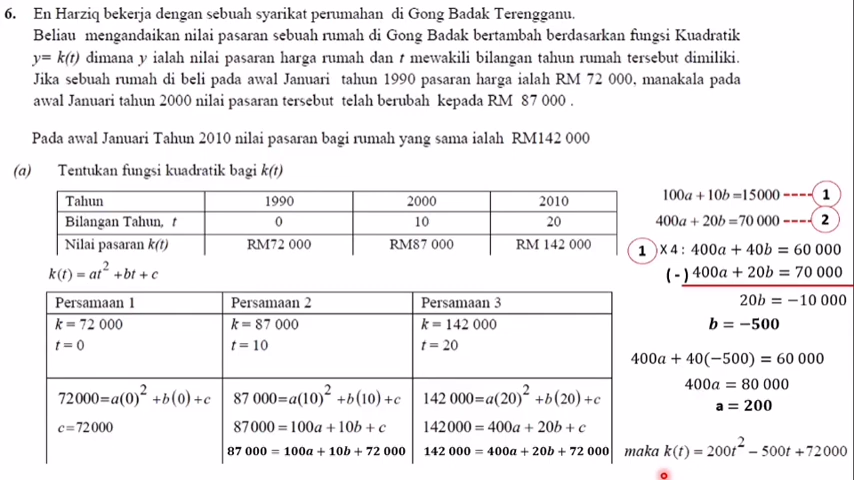 6. En Harziq bekerja dengan sebuah syarikat perumahan di Gong Badak Terengganu.
Beliau mengandaikan nilai pasaran sebuah rumah di Gong Badak bertambah berdasarkan fungsi Kuadratik
y= k(t) dimana y ialah nilai pasaran harga rumah dan t mewakili bilangan tahun rumah tersebut dimiliki.
Jika sebuah rumah di beli pada awal Januari tahun 1990 pasaran harga ialah RM 72 000, manakala pada
awal Januari tahun 2000 nilai pasaran tersebut telah berubah kepada RM 87 000 .
Pada awal Januari Tahun 2010 nilai pasaran bagi rumah yang sama ialah RM142 000
(a) Tentukan fungsi kuadratik bagi k(t)
Tahun 1990 2000 2010
Bilangan Tahun, t 0 10 20
Nilai pasaran k(t) RM72 000 RM87 000 RM 142 000
k(t) = at² +bt + c
Persamaan 1 Persamaan 2 Persamaan 3
k = 72 000 k = 87 000 k = 142 000
t = 0 t = 10 t = 20
72000=a(0)² +b(0)+c 87 000=a(10)² +b(10)+c 142 000=a(20)² +b(20)+c
c=72000 87000=100a+10b+c 142000=400a+20b+c
87 000 = 100a + 10b + 72 000 142 000 = 400a + 20b + 72 000
100a + 10b =15000 ---- 1
400a + 20b =70 000 ---- 2
1 )X 4 : 400a + 40b = 60 000
( - ) 400a + 20b = 70 000
20b = −10 000
b = −500
400a + 40(−500) = 60 000
400a = 80 000
a = 200
maka k(t) = 200t² − 500t +72000